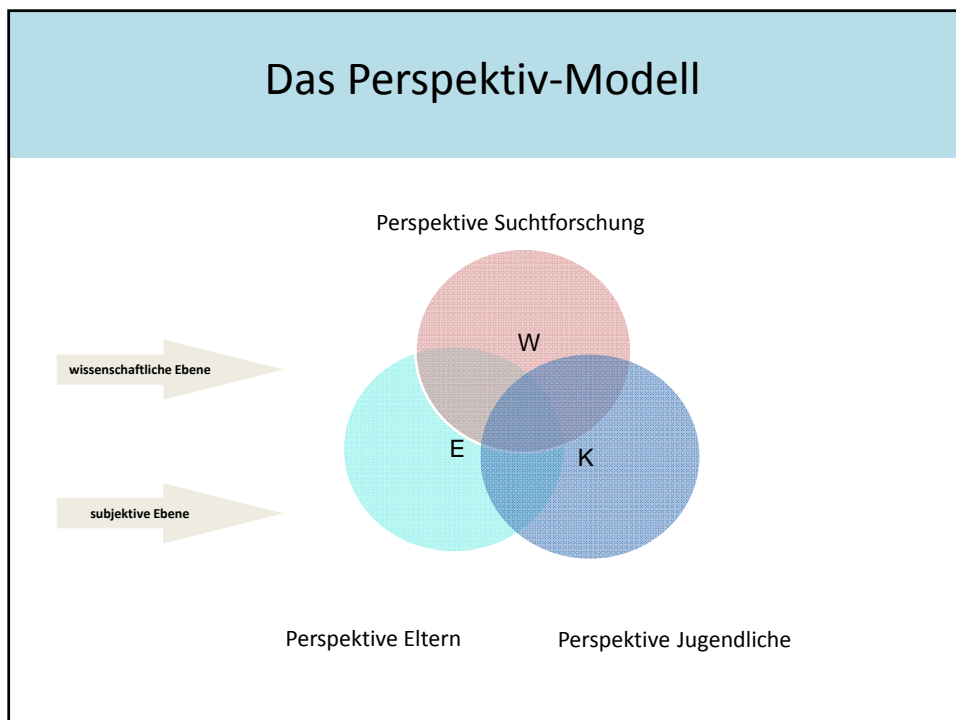 Das Perspektiv-Modell
Perspektive Suchtforschung
W
wissenschaftliche Ebene
E
K
subjektive Ebene
Perspektive Eltern
Perspektive Jugendliche